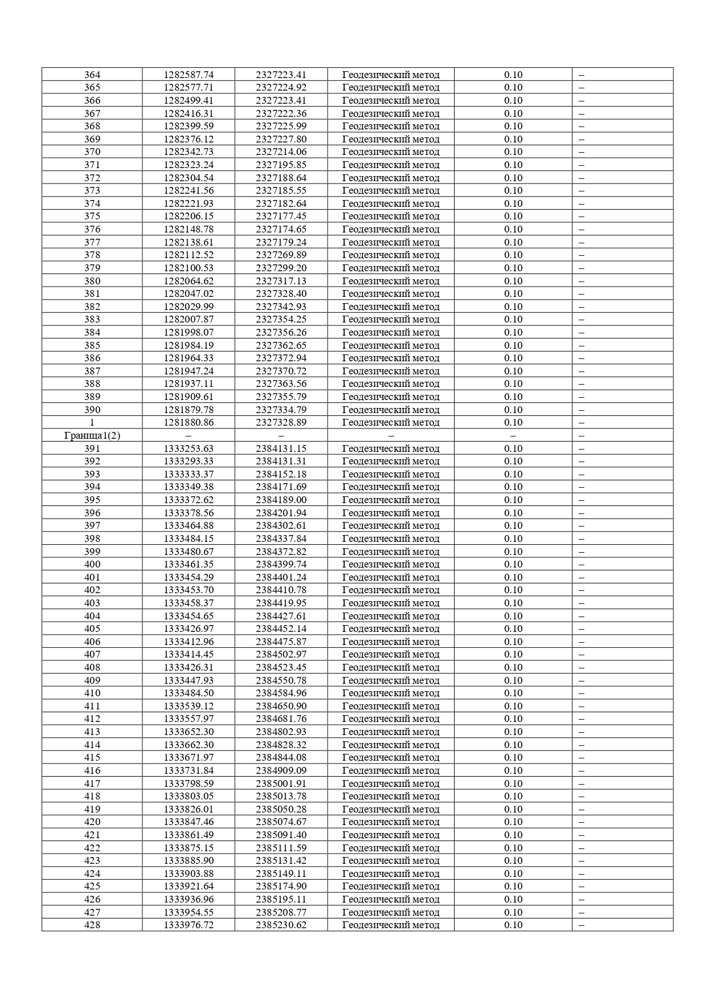 364 1282587.74 2327223.41 Геодезический метод 0.10 –
365 1282577.71 2327224.92 Геодезический метод 0.10 –
366 1282499.41 2327223.41 Геодезический метод 0.10 –
367 1282416.31 2327222.36 Геодезический метод 0.10 –
368 1282399.59 2327225.99 Геодезический метод 0.10 –
369 1282376.12 2327227.80 Геодезический метод 0.10 –
370 1282342.73 2327214.06 Геодезический метод 0.10 –
371 1282323.24 2327195.85 Геодезический метод 0.10 –
372 1282304.54 2327188.64 Геодезический метод 0.10 –
373 1282241.56 2327185.55 Геодезический метод 0.10 –
374 1282221.93 2327182.64 Геодезический метод 0.10 –
375 1282206.15 2327177.45 Геодезический метод 0.10 –
376 1282148.78 2327174.65 Геодезический метод 0.10 –
377 1282138.61 2327179.24 Геодезический метод 0.10 –
378 1282112.52 2327269.89 Геодезический метод 0.10 –
379 1282100.53 2327299.20 Геодезический метод 0.10 –
380 1282064.62 2327317.13 Геодезический метод 0.10 –
381 1282047.02 2327328.40 Геодезический метод 0.10 –
382 1282029.99 2327342.93 Геодезический метод 0.10 –
383 1282007.87 2327354.25 Геодезический метод 0.10 –
384 1281998.07 2327356.26 Геодезический метод 0.10 –
385 1281984.19 2327362.65 Геодезический метод 0.10 –
386 1281964.33 2327372.94 Геодезический метод 0.10 –
387 1281947.24 2327370.72 Геодезический метод 0.10 –
388 1281937.11 2327363.56 Геодезический метод 0.10 –
389 1281909.61 2327355.79 Геодезический метод 0.10 –
390 1281879.78 2327334.79 Геодезический метод 0.10 –
1 1281880.86 2327328.89 Геодезический метод 0.10 –
Граница1(2) – – – – –
391 1333253.63 2384131.15 Геодезический метод 0.10 –
392 1333293.33 2384131.31 Геодезический метод 0.10 –
393 1333333.37 2384152.18 Геодезический метод 0.10 –
394 1333349.38 2384171.69 Геодезический метод 0.10 –
395 1333372.62 2384189.00 Геодезический метод 0.10 –
396 1333378.56 2384201.94 Геодезический метод 0.10 –
397 1333464.88 2384302.61 Геодезический метод 0.10 –
398 1333484.15 2384337.84 Геодезический метод 0.10 –
399 1333480.67 2384372.82 Геодезический метод 0.10 –
400 1333461.35 2384399.74 Геодезический метод 0.10 –
401 1333454.29 2384401.24 Геодезический метод 0.10 –
402 1333453.70 2384410.78 Геодезический метод 0.10 –
403 1333458.37 2384419.95 Геодезический метод 0.10 –
404 1333454.65 2384427.61 Геодезический метод 0.10 –
405 1333426.97 2384452.14 Геодезический метод 0.10 –
406 1333412.96 2384475.87 Геодезический метод 0.10 –
407 1333414.45 2384502.97 Геодезический метод 0.10 –
408 1333426.31 2384523.45 Геодезический метод 0.10 –
409 1333447.93 2384550.78 Геодезический метод 0.10 –
410 1333484.50 2384584.96 Геодезический метод 0.10 –
411 1333539.12 2384650.90 Геодезический метод 0.10 –
412 1333557.97 2384681.76 Геодезический метод 0.10 –
413 1333652.30 2384802.93 Геодезический метод 0.10 –
414 1333662.30 2384828.32 Геодезический метод 0.10 –
415 1333671.97 2384844.08 Геодезический метод 0.10 –
416 1333731.84 2384909.09 Геодезический метод 0.10 –
417 1333798.59 2385001.91 Геодезический метод 0.10 –
418 1333803.05 2385013.78 Геодезический метод 0.10 –
419 1333826.01 2385050.28 Геодезический метод 0.10 –
420 1333847.46 2385074.67 Геодезический метод 0.10 –
421 1333861.49 2385091.40 Геодезический метод 0.10 –
422 1333875.15 2385111.59 Геодезический метод 0.10 –
423 1333885.90 2385131.42 Геодезический метод 0.10 –
424 1333903.88 2385149.11 Геодезический метод 0.10 –
425 1333921.64 2385174.90 Геодезический метод 0.10 –
426 1333936.96 2385195.11 Геодезический метод 0.10 –
427 1333954.55 2385208.77 Геодезический метод 0.10 –
428 1333976.72 2385230.62 Геодезический метод 0.10 –